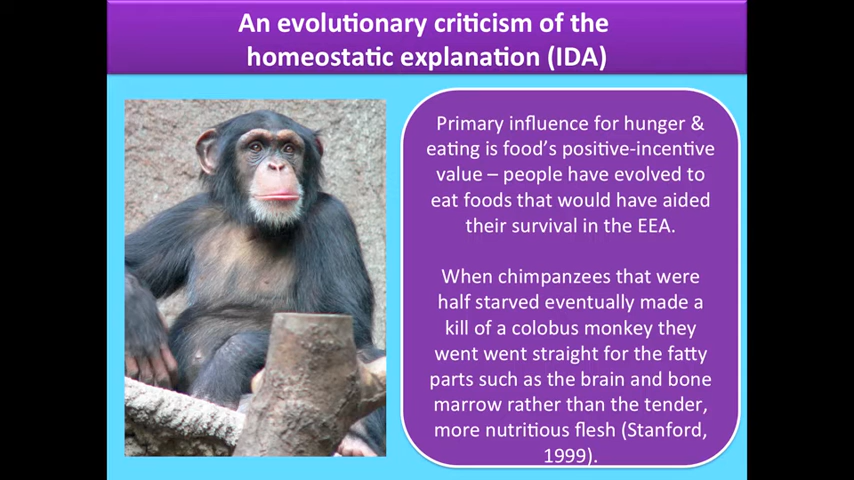 An evolutionary criticism of the
homeostatic explanation (IDA)
Primary influence for hunger &
eating is food's positive-incentive
value – people have evolved to
eat foods that would have aided
their survival in the EEA.
When chimpanzees that were
half starved eventually made a
kill of a colobus monkey they
went went straight for the fatty
parts such as the brain and bone
marrow rather than the tender,
more nutritious flesh (Stanford,
1999).